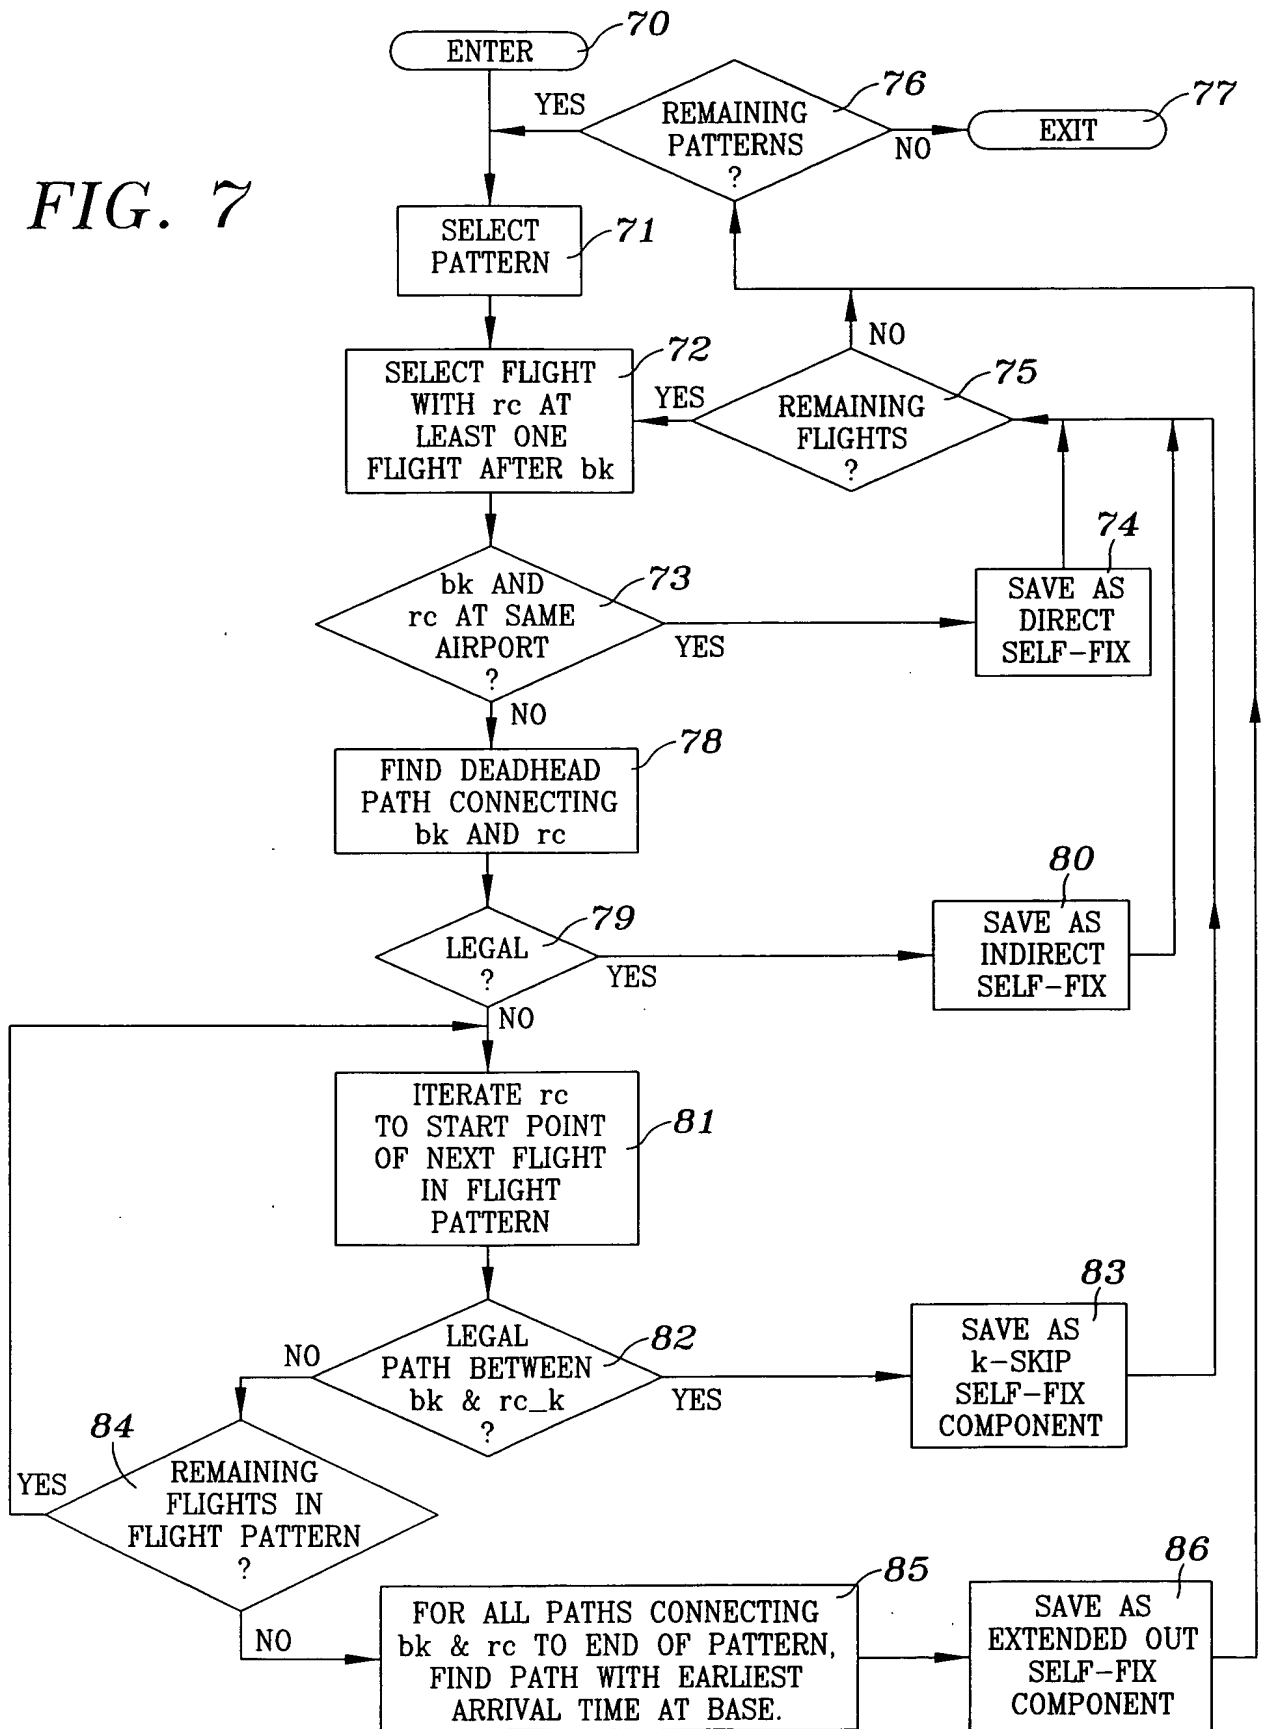 FIG. 7
ENTER
70
REMAINING
PATTERNS
?
76
YES
NO
EXIT
77
SELECT
PATTERN
71
SELECT FLIGHT
WITH rc AT
LEAST ONE
FLIGHT AFTER bk
72
YES
REMAINING
FLIGHTS
?
75
NO
bk AND
rc AT SAME
AIRPORT
?
73
YES
NO
SAVE AS
DIRECT
SELF-FIX
74
FIND DEADHEAD
PATH CONNECTING
bk AND rc
78
LEGAL
?
79
YES
NO
SAVE AS
INDIRECT
SELF-FIX
80
ITERATE rc
TO START POINT
OF NEXT FLIGHT
IN FLIGHT
PATTERN
81
LEGAL
PATH BETWEEN
bk & rc_k
?
82
NO
YES
SAVE AS
k-SKIP
SELF-FIX
COMPONENT
83
84
REMAINING
FLIGHTS IN
FLIGHT PATTERN
?
YES
NO
FOR ALL PATHS CONNECTING
bk & rc TO END OF PATTERN,
FIND PATH WITH EARLIEST
ARRIVAL TIME AT BASE.
85
SAVE AS
EXTENDED OUT
SELF-FIX
COMPONENT
86